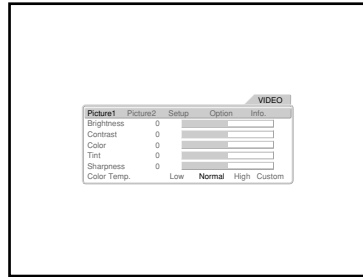 VIDEO
Picture1 Picture2 Setup Option Info.
Brightness 0
Contrast 0
Color 0
Tint 0
Sharpness 0
Color Temp. Low Normal High Custom